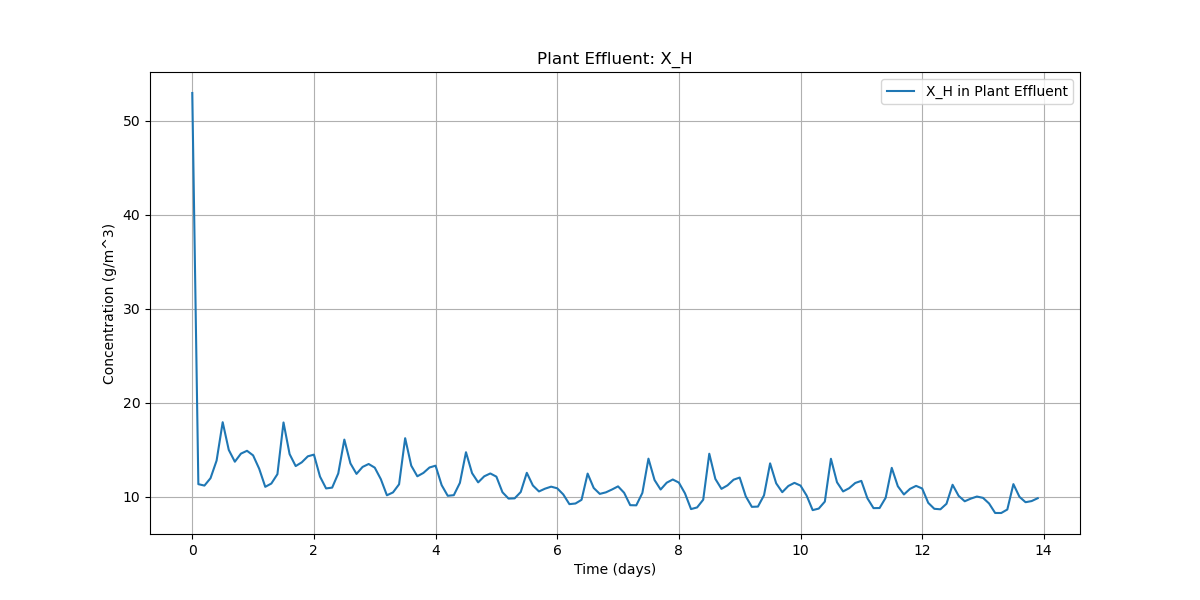 Plant Effluent: X_H
X_H in Plant Effluent
Concentration (g/m^3)
50
40
30
20
10
0 2 4 6 8 10 12 14
Time (days)